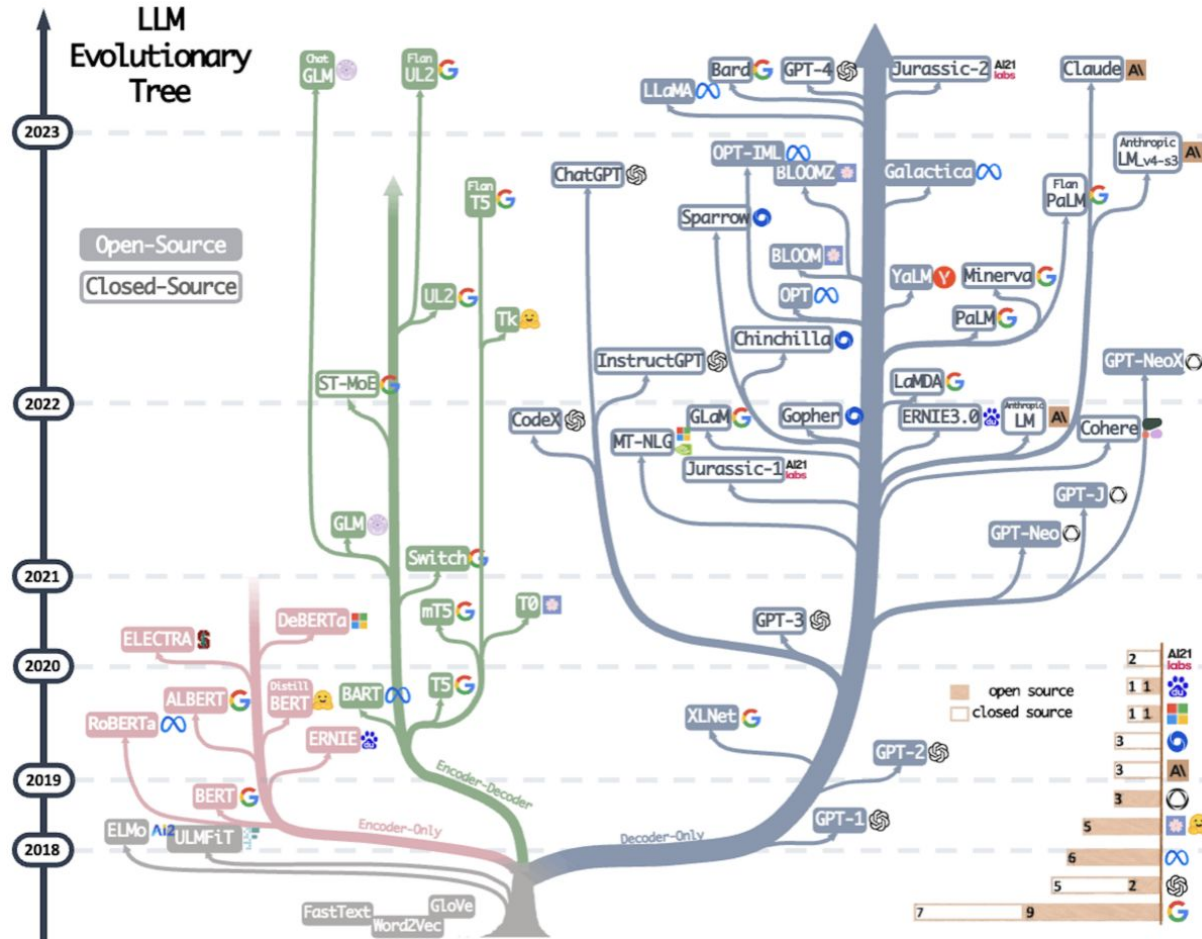 LLM
Evolutionary
Tree
2023
2022
2021
2020
2019
2018
Open-Source
Closed-Source
Chat
GLM
Flan
UL2
Flan
T5
UL2
Tk
ST-MoE
GLM
Switch
mT5
T0
T5
BART
Encoder-Decoder
DeBERTa
ELECTRA
ALBERT
Distill
BERT
RoBERTa
ERNIE
BERT
Encoder-Only
ELMo
Ai2
ULMFiT
FastText
Word2Vec
GloVe
Bard
GPT-4
Jurassic-2
AI21
labs
Claude
A\
LLaMA
OPT-IML
Anthropic
LM_v4-s3
A\
ChatGPT
BLOOMZ
Galactica
Flan
PaLM
Sparrow
BLOOM
YaLM
Y
Minerva
OPT
PaLM
Chinchilla
InstructGPT
GPT-NeoX
LaMDA
CodeX
GLaM
Gopher
ERNIE3.0
du
Anthropic
LM
A\
Cohere
MT-NLG
Jurassic-1
AI21
labs
GPT-J
GPT-Neo
GPT-3
XLNet
GPT-2
GPT-1
Decoder-Only
open source
closed source
2
AI21
labs
1 1
du
1 1
3
3
A\
3
5
6
5 2
7 9